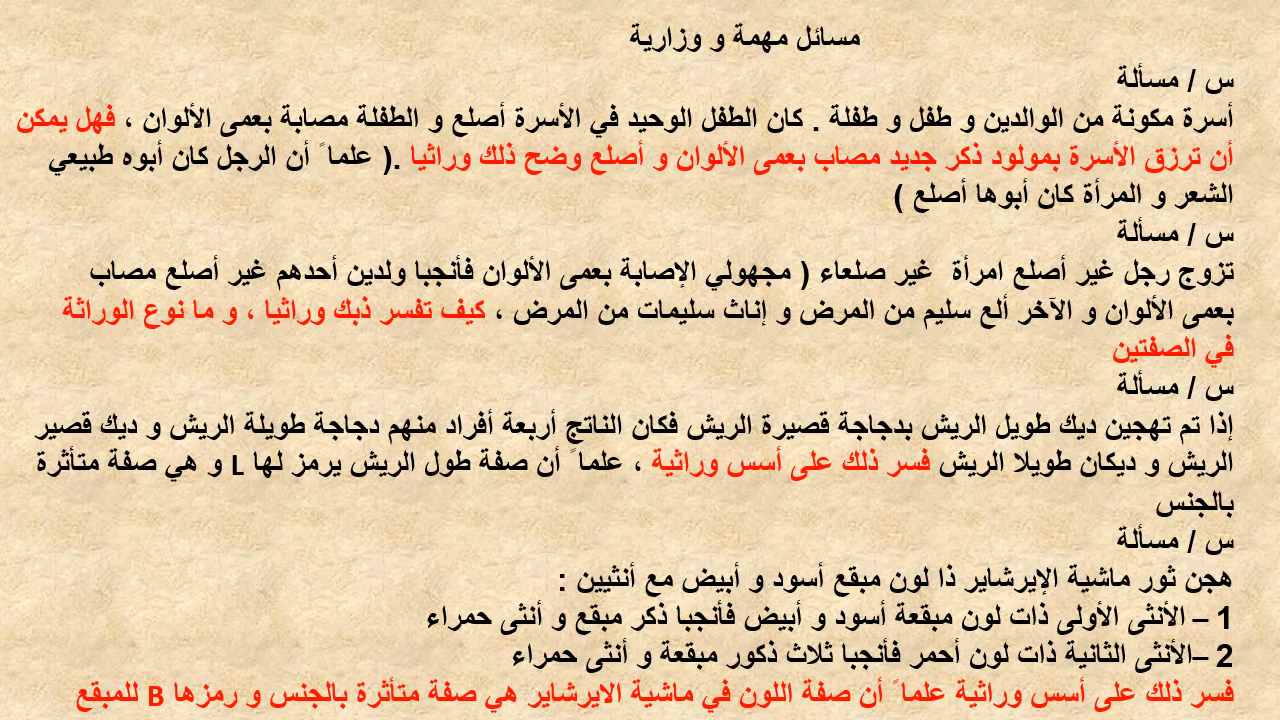 مسائل مهمة و وزارية
س / مسألة
أسرة مكونة من الوالدين و طفل و طفلة . كان الطفل الوحيد في الأسرة أصلع و الطفلة مصابة بعمى الألوان ، فهل يمكن
أن ترزق الأسرة بمولود ذكر جديد مصاب بعمى الألوان و أصلع وضح ذلك وراثيا .( علماً أن الرجل كان أبوه طبيعي
الشعر و المرأة كان أبوها أصلع )
س / مسألة
تزوج رجل غير أصلع امرأة غير صلعاء ( مجهولي الإصابة بعمى الألوان فأنجبا ولدين أحدهم غير أصلع مصاب
بعمى الألوان و الآخر ألع سليم من المرض و إناث سليمات من المرض ، كيف تفسر ذبك وراثيا ، و ما نوع الوراثة
في الصفتين
س / مسألة
إذا تم تهجين ديك طويل الريش بدجاجة قصيرة الريش فكان الناتج أربعة أفراد منهم دجاجة طويلة الريش و ديك قصير
الريش و ديكان طويلا الريش فسر ذلك على أسس وراثية ، علماً أن صفة طول الريش يرمز لها L و هي صفة متأثرة
بالجنس
س / مسألة
هجن ثور ماشية الإيرشاير ذا لون مبقع أسود و أبيض مع أنثيين :
1 – الأنثى الأولى ذات لون مبقعة أسود و أبيض فأنجبا ذكر مبقع و أنثى حمراء
2 –الأنثى الثانية ذات لون أحمر فأنجبا ثلاث ذكور مبقعة و أنثى حمراء
فسر ذلك على أسس وراثية علماً أن صفة اللون في ماشية الايرشاير هي صفة متأثرة بالجنس و رمزها B للمبقع